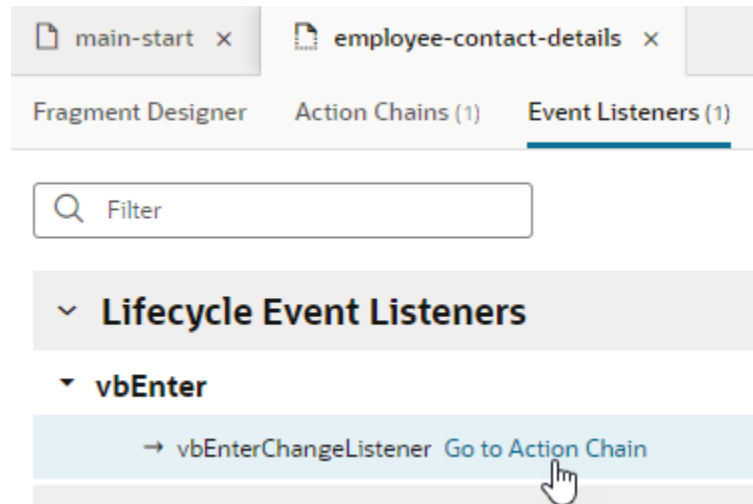 main-start × employee-contact-details ×
Fragment Designer Action Chains (1) Event Listeners (1)
Filter
Lifecycle Event Listeners
vbEnter
→ vbEnterChangeListener Go to Action Chain